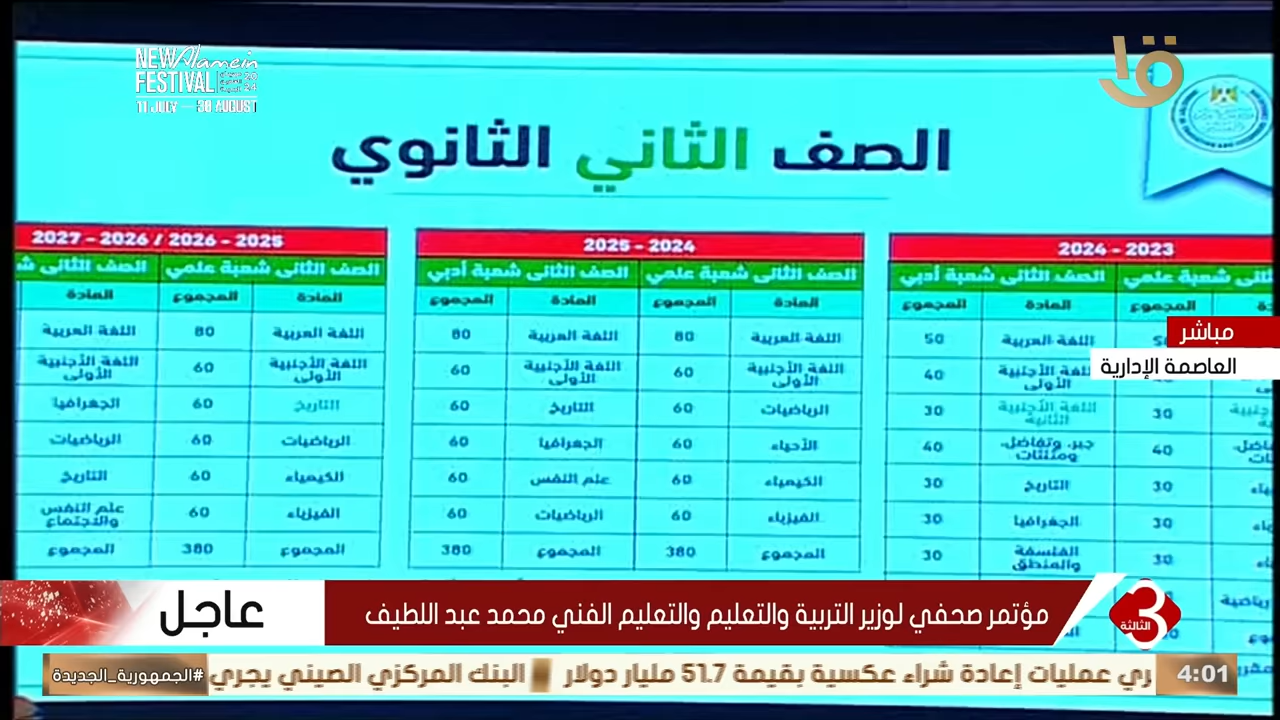 NEW Alamein
FESTIVAL
11 JULY — 30 AUGUST
الصف الثاني الثانوي
2023 - 2024
الصف الثانى شعبة أدبي
المادة
المجموع
المجموع
اللغة العربية
50
اللغة الأجنبية الأولى
40
اللغة الأجنبية الثانية
30
30
جبر، وتفاضل، ومثلثات
40
40
التاريخ
30
30
الجغرافيا
30
30
الفلسفة والمنطق
30
30
2024 - 2025
الصف الثانى شعبة علمي
الصف الثانى شعبة أدبي
المادة
المجموع
المادة
المجموع
اللغة العربية
80
اللغة العربية
80
اللغة الأجنبية الأولى
60
اللغة الأجنبية الأولى
60
الرياضيات
60
التاريخ
60
الأحياء
60
الجغرافيا
60
الكيمياء
60
علم النفس
60
الفيزياء
60
الرياضيات
60
المجموع
380
المجموع
380
2025 - 2026 / 2026 - 2027
الصف الثانى شعبة علمي
الصف الثانى
المادة
المجموع
المادة
اللغة العربية
80
اللغة العربية
اللغة الأجنبية الأولى
60
اللغة الأجنبية الأولى
التاريخ
60
الجغرافيا
الرياضيات
60
الرياضيات
الكيمياء
60
التاريخ
الفيزياء
60
علم النفس والاجتماع
المجموع
380
المجموع
مباشر
العاصمة الإدارية
3 الثالثة
مؤتمر صحفي لوزير التربية والتعليم والتعليم الفني محمد عبد اللطيف
عاجل
4:01
ري عمليات إعادة شراء عكسية بقيمة 51.7 مليار دولار
البنك المركزي الصيني يجري
#الجمهورية_الجديدة